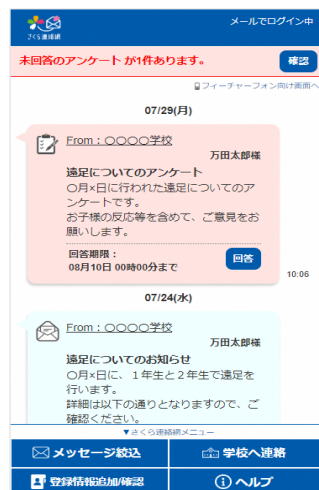 さくら連絡網
メールでログイン中
未回答のアンケート が1件あります。
確認
フィーチャーフォン向け画面へ
07/29(月)
From：〇〇〇〇学校
万田太郎様
遠足についてのアンケート
〇月×日に行われた遠足についてのア
ンケートです。
お子様の反応等を含めて、ご意見をお
願いします。
回答期限：
08月10日 00時00分まで
回答
10:06
07/24(水)
From：〇〇〇〇学校
万田太郎様
遠足についてのお知らせ
〇月×日に、１年生と２年生で遠足を
行います。
詳細は以下の通りとなりますので、ご
確認ください。
▼さくら連絡網メニュー
メッセージ絞込
学校へ連絡
登録情報追加/確認
ヘルプ